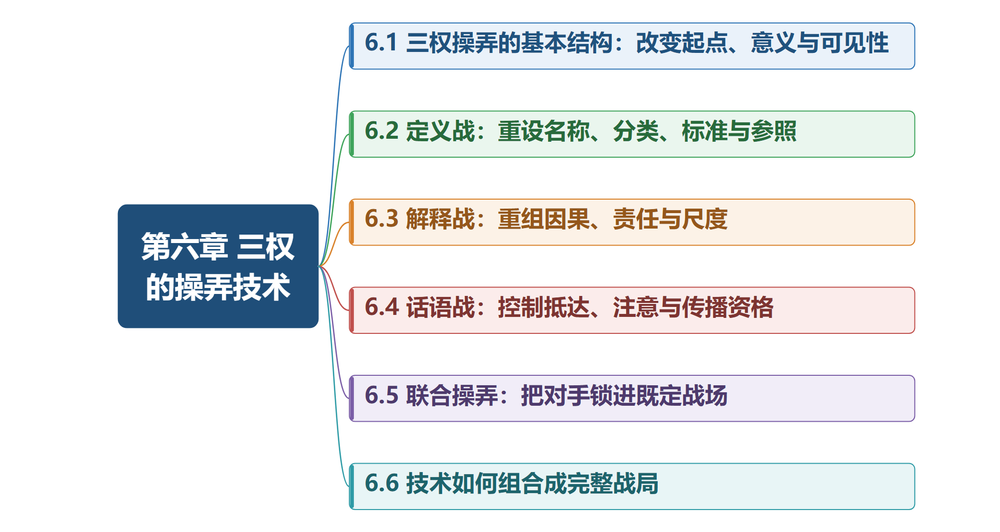 第六章 三权
的操弄技术
6.1 三权操弄的基本结构：改变起点、意义与可见性
6.2 定义战：重设名称、分类、标准与参照
6.3 解释战：重组因果、责任与尺度
6.4 话语战：控制抵达、注意与传播资格
6.5 联合操弄：把对手锁进既定战场
6.6 技术如何组合成完整战局